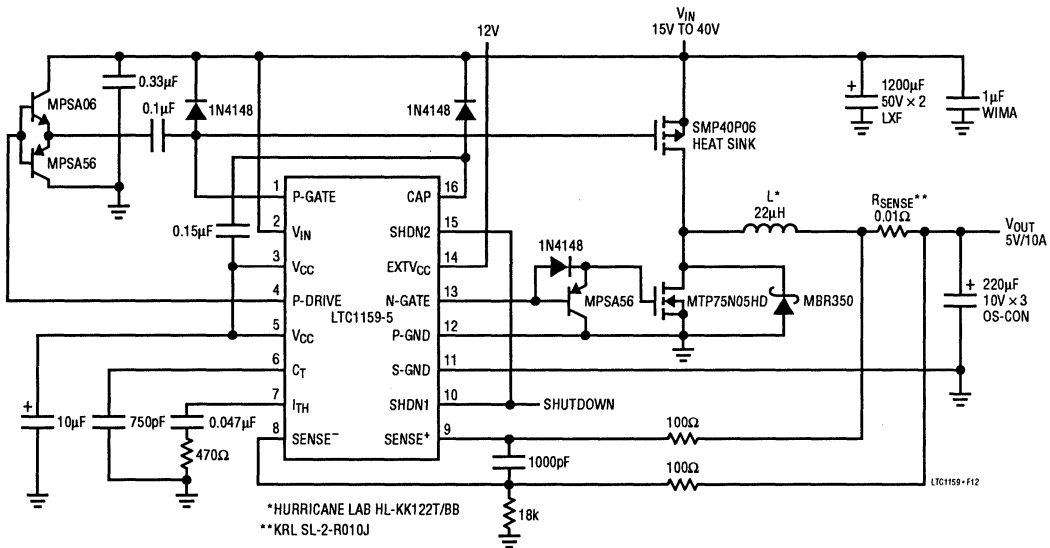 VIN
15V TO 40V
12V
MPSA06
0.33µF
0.1µF
1N4148
1N4148
+
1200µF
50V × 2
LXF
1µF
WIMA
SMP40P06
HEAT SINK
MPSA56
0.15µF
1
P-GATE
2
VIN
3
VCC
4
P-DRIVE
5
VCC
6
CT
7
ITH
8
SENSE−
LTC1159-5
CAP
16
SHDN2
15
EXTVCC
14
N-GATE
13
P-GND
12
S-GND
11
SHDN1
10
SENSE+
9
L*
22µH
RSENSE**
0.01Ω
VOUT
5V/10A
1N4148
MPSA56
MTP75N05HD
MBR350
+
220µF
10V × 3
OS-CON
SHUTDOWN
+
10µF
750pF
0.047µF
470Ω
100Ω
1000pF
100Ω
18k
LTC1159 • F12
*HURRICANE LAB HL-KK122T/BB
**KRL SL-2-R010J